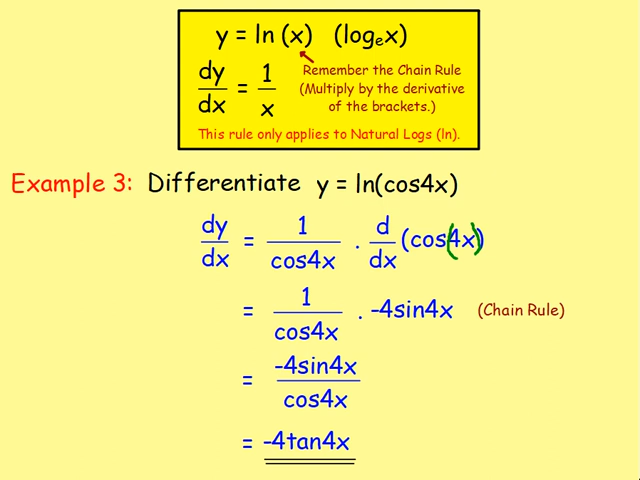 y = ln (x)   (logₑx)
dy/dx = 1/x
Remember the Chain Rule
(Multiply by the derivative
of the brackets.)
This rule only applies to Natural Logs (ln).
Example 3: Differentiate y = ln(cos4x)
dy/dx = 1/cos4x . d/dx (cos(4x))
= 1/cos4x . -4sin4x (Chain Rule)
= -4sin4x/cos4x
= -4tan4x